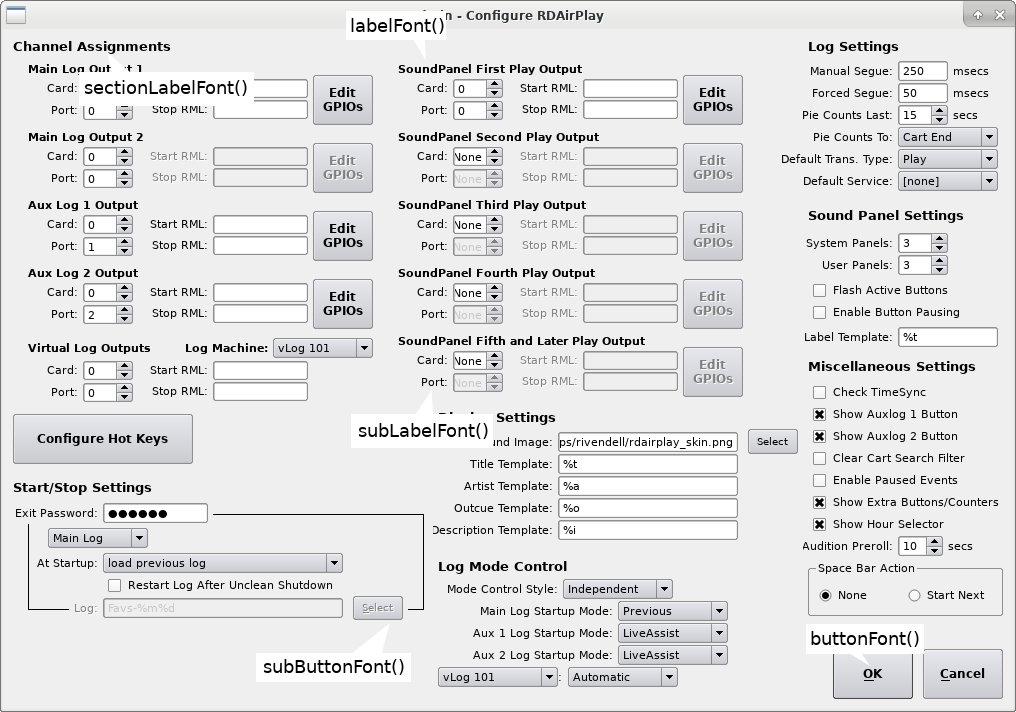 - Configure RDAirPlay
labelFont()
Channel Assignments
sectionLabelFont()
Main Log Output 1
Card:
Port: 0
Stop RML:
Edit GPIOs
Main Log Output 2
Card: 0 Start RML:
Port: 0 Stop RML:
Edit GPIOs
Aux Log 1 Output
Card: 0 Start RML:
Port: 1 Stop RML:
Edit GPIOs
Aux Log 2 Output
Card: 0 Start RML:
Port: 2 Stop RML:
Edit GPIOs
Virtual Log Outputs Log Machine: vLog 101
Card: 0 Start RML:
Port: 0 Stop RML:
Configure Hot Keys
Start/Stop Settings
Exit Password: ●●●●●●
Main Log
At Startup: load previous log
Restart Log After Unclean Shutdown
Log: Favs-%m%d Select
subButtonFont()
SoundPanel First Play Output
Card: 0 Start RML:
Port: 0 Stop RML:
Edit GPIOs
SoundPanel Second Play Output
Card: None Start RML:
Port: None Stop RML:
Edit GPIOs
SoundPanel Third Play Output
Card: None Start RML:
Port: None Stop RML:
Edit GPIOs
SoundPanel Fourth Play Output
Card: None Start RML:
Port: None Stop RML:
Edit GPIOs
SoundPanel Fifth and Later Play Output
Card: None Start RML:
Port: None Stop RML:
Edit GPIOs
subLabelFont()
Settings
Image: ps/rivendell/rdairplay_skin.png Select
Title Template: %t
Artist Template: %a
Outcue Template: %o
Description Template: %i
Log Mode Control
Mode Control Style: Independent
Main Log Startup Mode: Previous
Aux 1 Log Startup Mode: LiveAssist
Aux 2 Log Startup Mode: LiveAssist
vLog 101 : Automatic
Log Settings
Manual Segue: 250 msecs
Forced Segue: 50 msecs
Pie Counts Last: 15 secs
Pie Counts To: Cart End
Default Trans. Type: Play
Default Service: [none]
Sound Panel Settings
System Panels: 3
User Panels: 3
Flash Active Buttons
Enable Button Pausing
Label Template: %t
Miscellaneous Settings
Check TimeSync
Show Auxlog 1 Button
Show Auxlog 2 Button
Clear Cart Search Filter
Enable Paused Events
Show Extra Buttons/Counters
Show Hour Selector
Audition Preroll: 10 secs
Space Bar Action
None Start Next
buttonFont()
OK Cancel